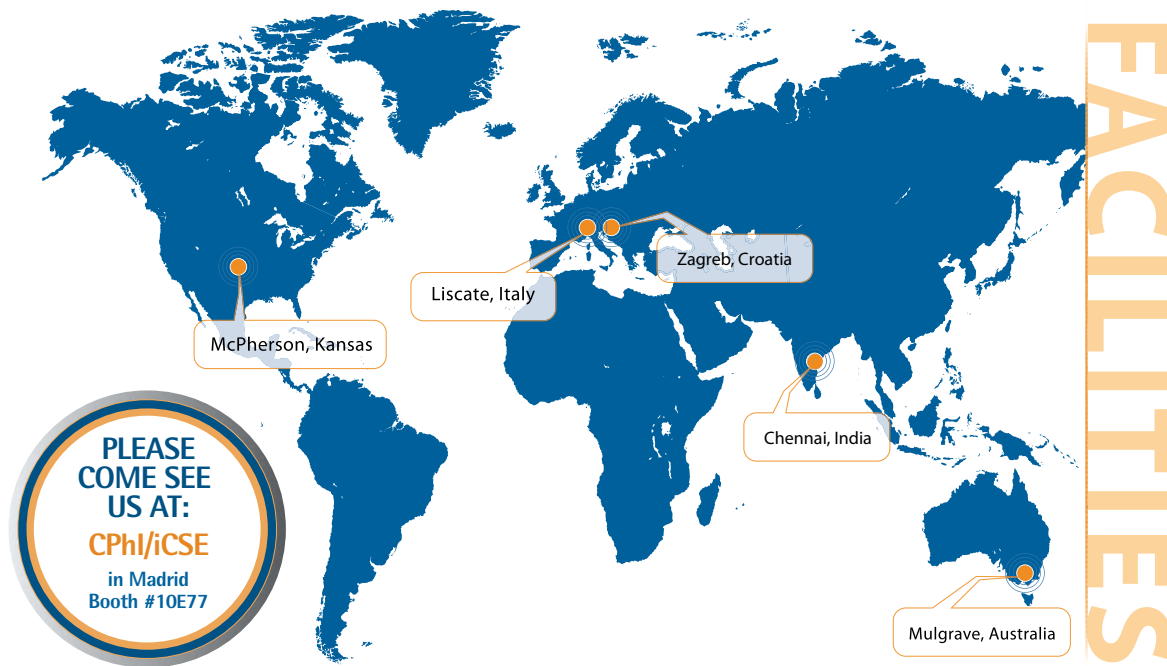 FACILITIES
Zagreb, Croatia
Liscate, Italy
McPherson, Kansas
Chennai, India
Mulgrave, Australia
PLEASE
COME SEE
US AT:
CPhI/iCSE
in Madrid
Booth #10E77